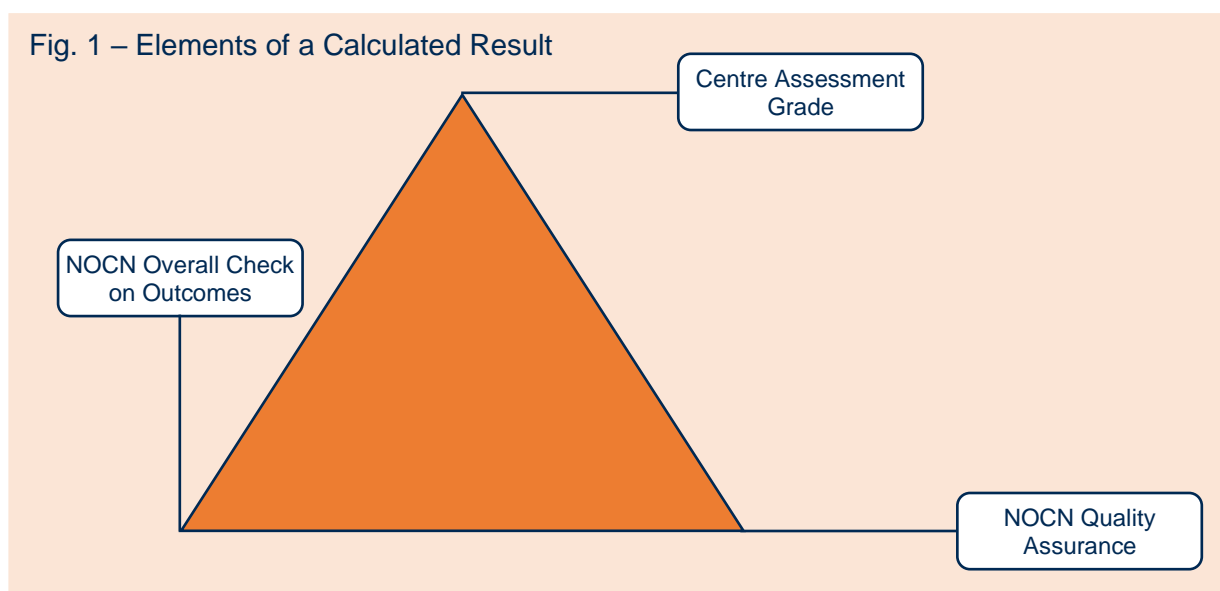 Fig. 1 – Elements of a Calculated Result
Centre Assessment
Grade
NOCN Overall Check
on Outcomes
NOCN Quality
Assurance